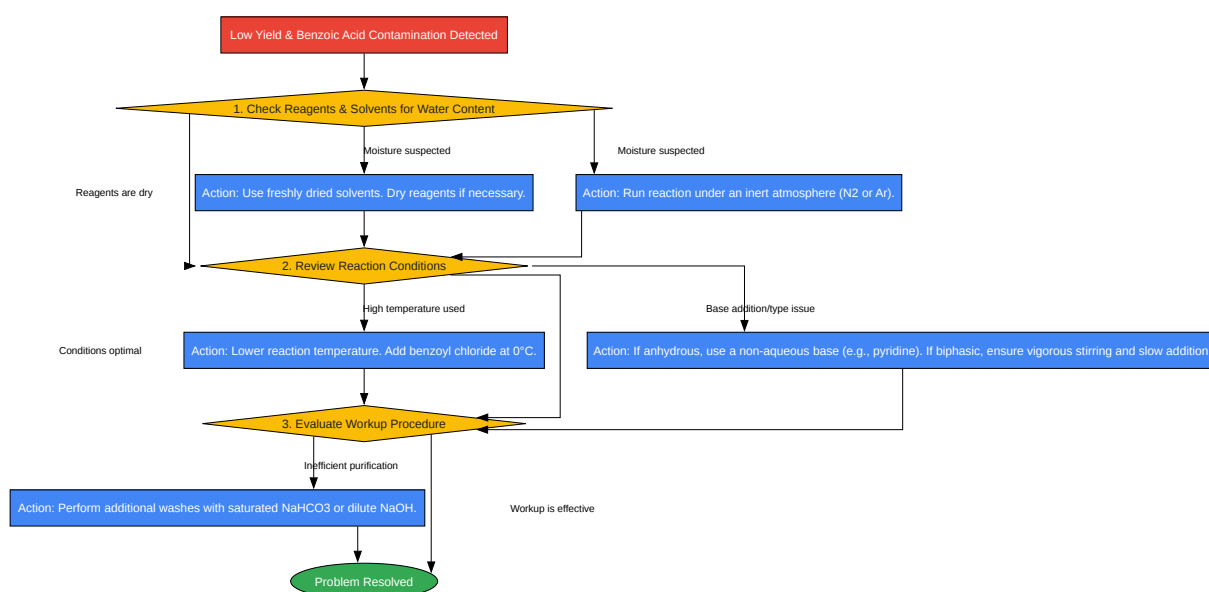 Low Yield & Benzoic Acid Contamination Detected
1. Check Reagents & Solvents for Water Content
Moisture suspected
Moisture suspected
Reagents are dry
Action: Use freshly dried solvents. Dry reagents if necessary.
Action: Run reaction under an inert atmosphere (N2 or Ar).
2. Review Reaction Conditions
High temperature used
Base addition/type issue
Conditions optimal
Action: Lower reaction temperature. Add benzoyl chloride at 0°C.
Action: If anhydrous, use a non-aqueous base (e.g., pyridine). If biphasic, ensure vigorous stirring and slow addition
3. Evaluate Workup Procedure
Inefficient purification
Action: Perform additional washes with saturated NaHCO3 or dilute NaOH.
Workup is effective
Problem Resolved